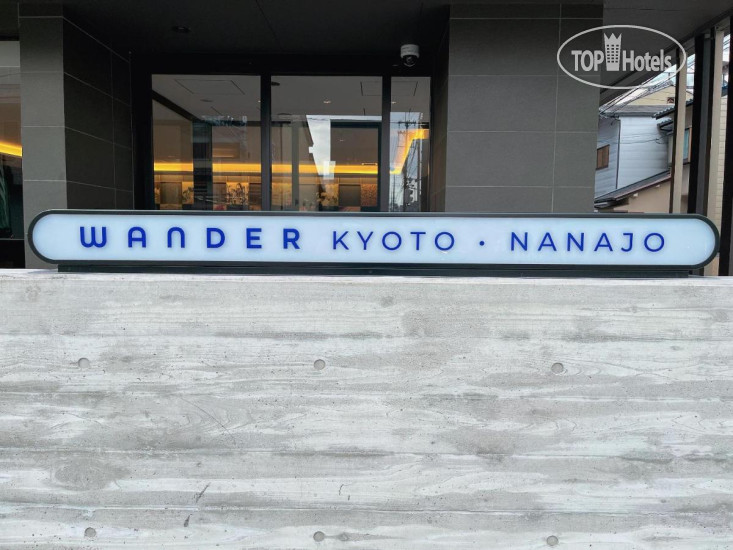 TOP Hotels
WANDER KYOTO · NANAJO